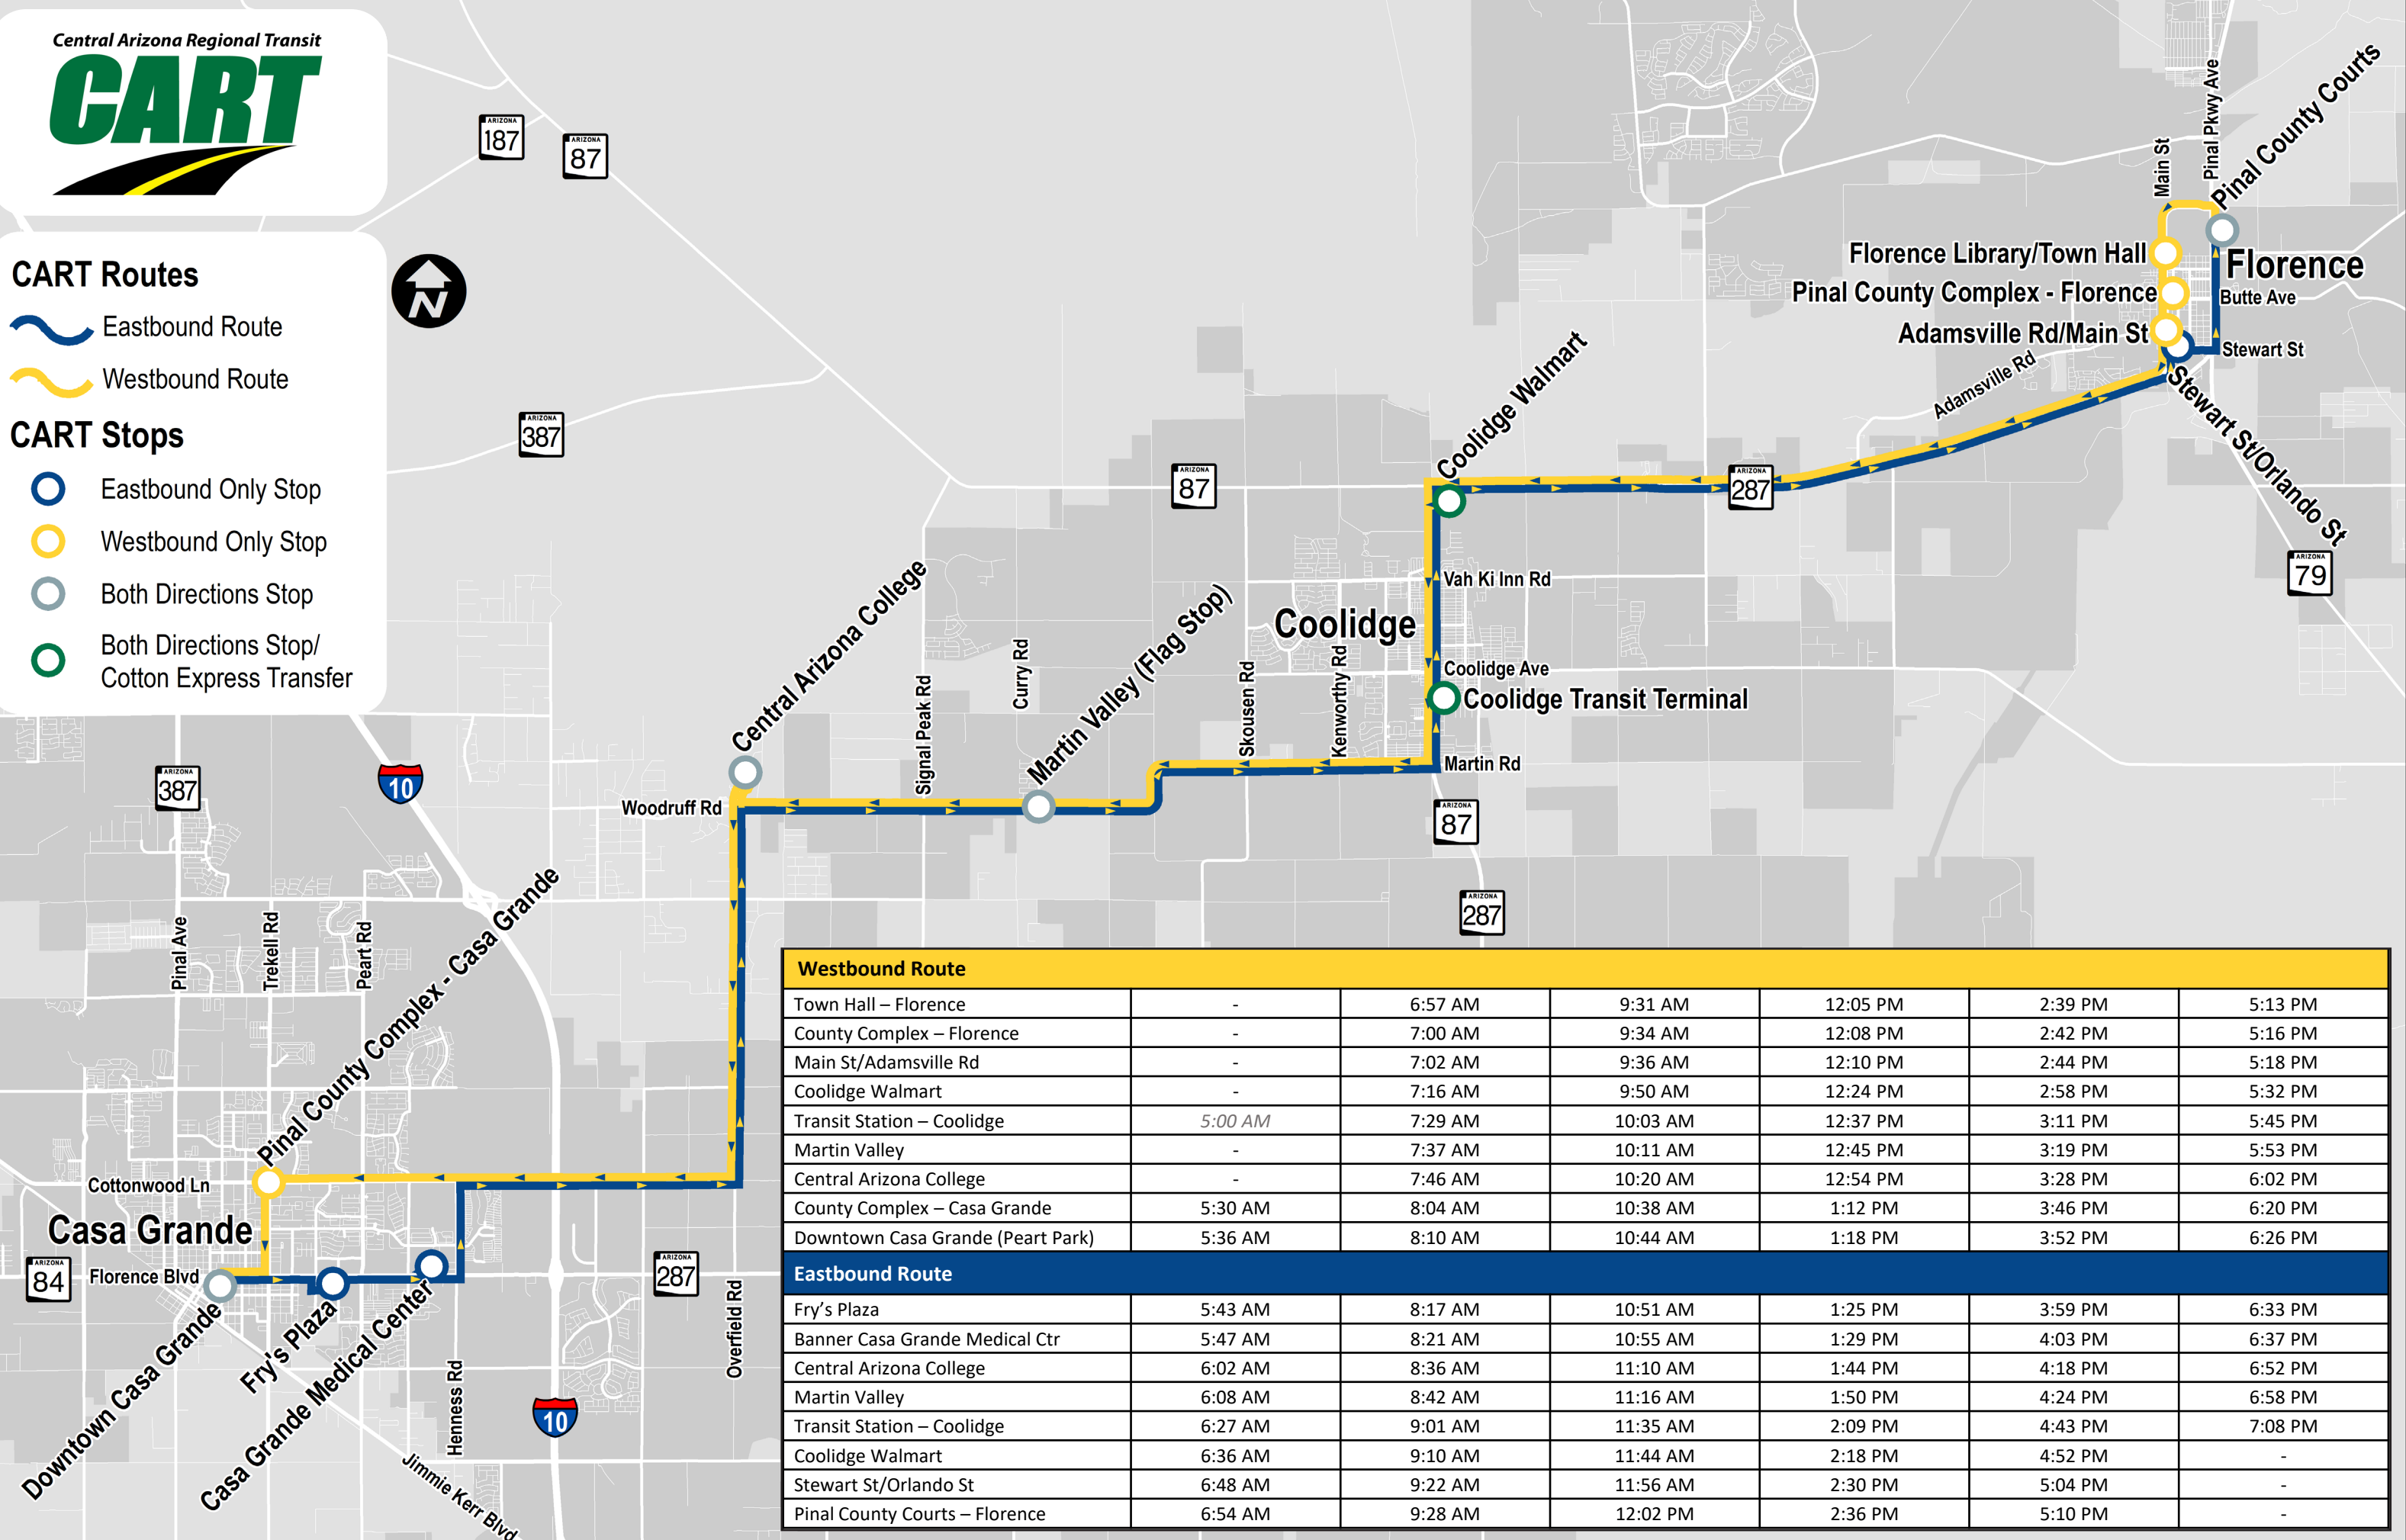 Central Arizona Regional Transit
CART
CART Routes
Eastbound Route
Westbound Route
CART Stops
Eastbound Only Stop
Westbound Only Stop
Both Directions Stop
Both Directions Stop/
Cotton Express Transfer
N
ARIZONA
187
ARIZONA
87
ARIZONA
387
ARIZONA
87
ARIZONA
287
ARIZONA
79
ARIZONA
387
10
ARIZONA
87
ARIZONA
287
ARIZONA
84
ARIZONA
287
10
Main St
Pinal Pkwy Ave
Pinal County Courts
Florence Library/Town Hall
Florence
Pinal County Complex - Florence
Butte Ave
Adamsville Rd/Main St
Stewart St
Adamsville Rd
Stewart St/Orlando St
Coolidge Walmart
Vah Ki Inn Rd
Coolidge
Coolidge Ave
Coolidge Transit Terminal
Martin Rd
Kenworthy Rd
Skousen Rd
Martin Valley (Flag Stop)
Curry Rd
Signal Peak Rd
Central Arizona College
Woodruff Rd
Pinal County Complex - Casa Grande
Pinal Ave
Trekell Rd
Peart Rd
Cottonwood Ln
Casa Grande
Florence Blvd
Downtown Casa Grande
Fry's Plaza
Casa Grande Medical Center
Henness Rd
Jimmie Kerr Blvd
Overfield Rd
Westbound Route
Town Hall – Florence - 6:57 AM 9:31 AM 12:05 PM 2:39 PM 5:13 PM
County Complex – Florence - 7:00 AM 9:34 AM 12:08 PM 2:42 PM 5:16 PM
Main St/Adamsville Rd - 7:02 AM 9:36 AM 12:10 PM 2:44 PM 5:18 PM
Coolidge Walmart - 7:16 AM 9:50 AM 12:24 PM 2:58 PM 5:32 PM
Transit Station – Coolidge 5:00 AM 7:29 AM 10:03 AM 12:37 PM 3:11 PM 5:45 PM
Martin Valley - 7:37 AM 10:11 AM 12:45 PM 3:19 PM 5:53 PM
Central Arizona College - 7:46 AM 10:20 AM 12:54 PM 3:28 PM 6:02 PM
County Complex – Casa Grande 5:30 AM 8:04 AM 10:38 AM 1:12 PM 3:46 PM 6:20 PM
Downtown Casa Grande (Peart Park) 5:36 AM 8:10 AM 10:44 AM 1:18 PM 3:52 PM 6:26 PM
Eastbound Route
Fry’s Plaza 5:43 AM 8:17 AM 10:51 AM 1:25 PM 3:59 PM 6:33 PM
Banner Casa Grande Medical Ctr 5:47 AM 8:21 AM 10:55 AM 1:29 PM 4:03 PM 6:37 PM
Central Arizona College 6:02 AM 8:36 AM 11:10 AM 1:44 PM 4:18 PM 6:52 PM
Martin Valley 6:08 AM 8:42 AM 11:16 AM 1:50 PM 4:24 PM 6:58 PM
Transit Station – Coolidge 6:27 AM 9:01 AM 11:35 AM 2:09 PM 4:43 PM 7:08 PM
Coolidge Walmart 6:36 AM 9:10 AM 11:44 AM 2:18 PM 4:52 PM -
Stewart St/Orlando St 6:48 AM 9:22 AM 11:56 AM 2:30 PM 5:04 PM -
Pinal County Courts – Florence 6:54 AM 9:28 AM 12:02 PM 2:36 PM 5:10 PM -